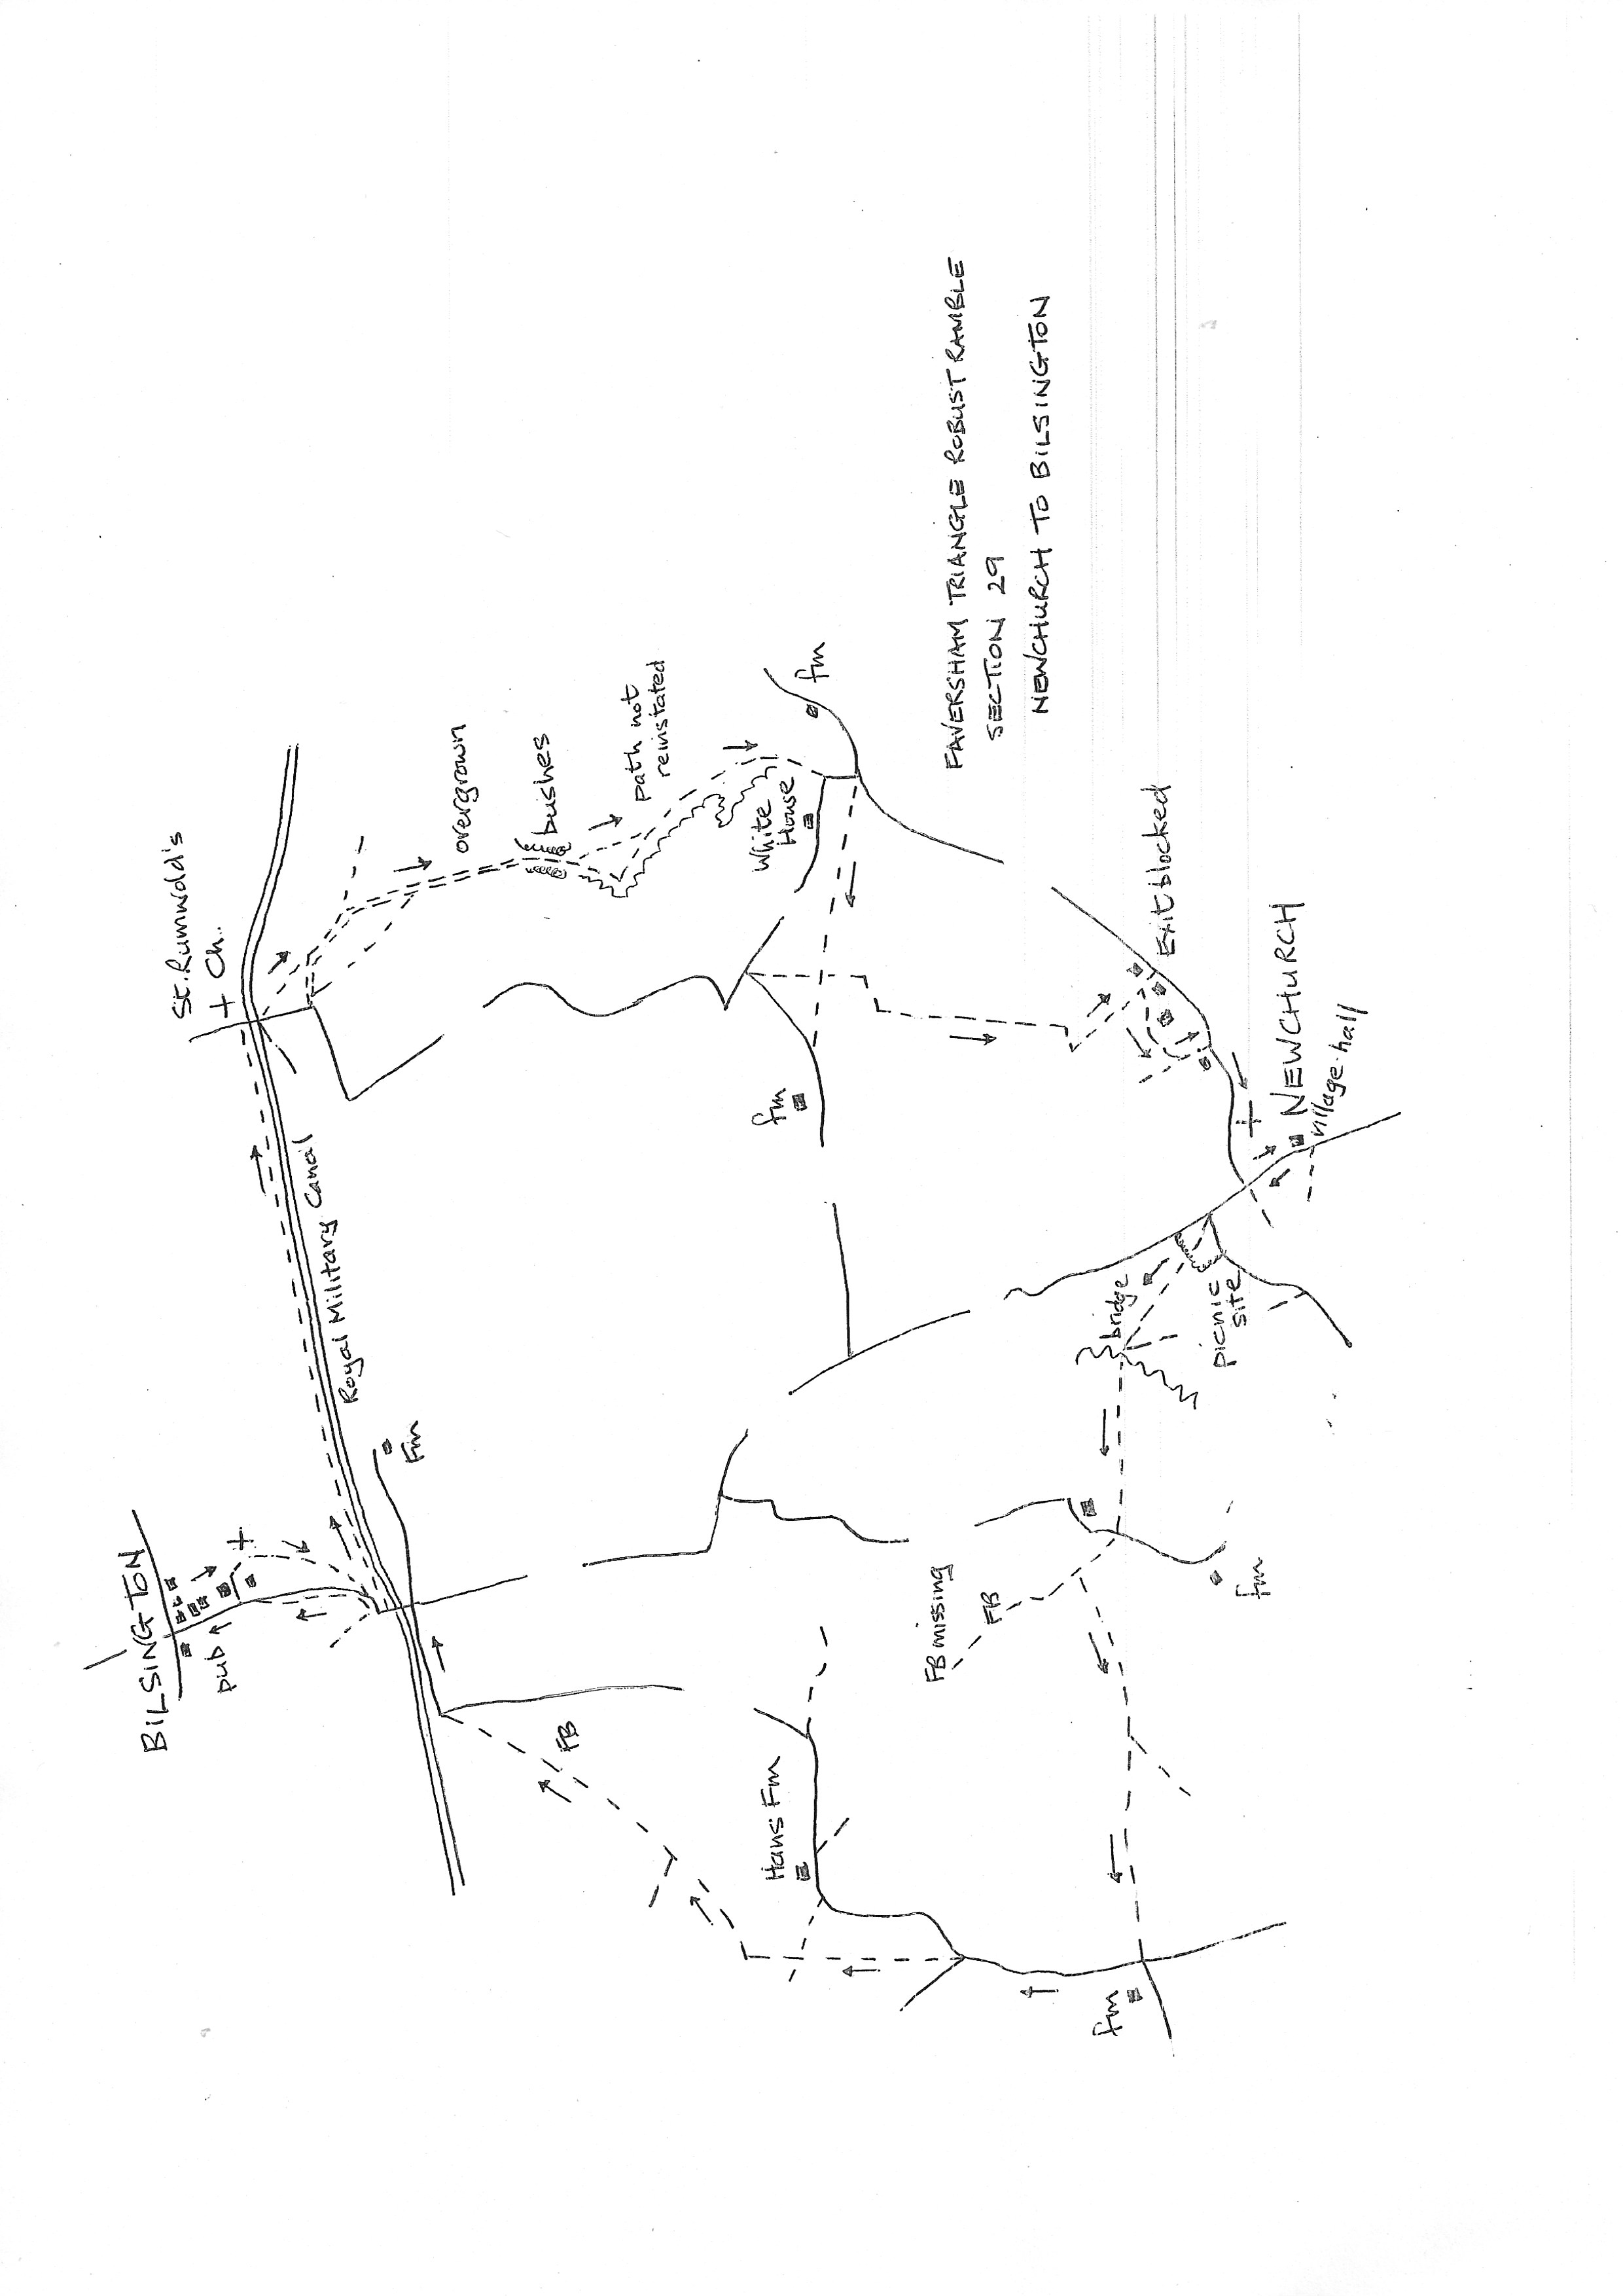 BILSINGTON
pub
FB
Royal Military Canal
Fm
St. Rumwold's
+ Ch.
overgrown
bushes
path not
reinstated
White
House
fm
fm
Hans Fm
FB missing
FB
fm
fm
bridge
picnic
site
Exit blocked
NEWCHURCH
village hall
FAVERSHAM TRIANGLE ROBUST RAMBLE
SECTION 29
NEWCHURCH TO BILSINGTON